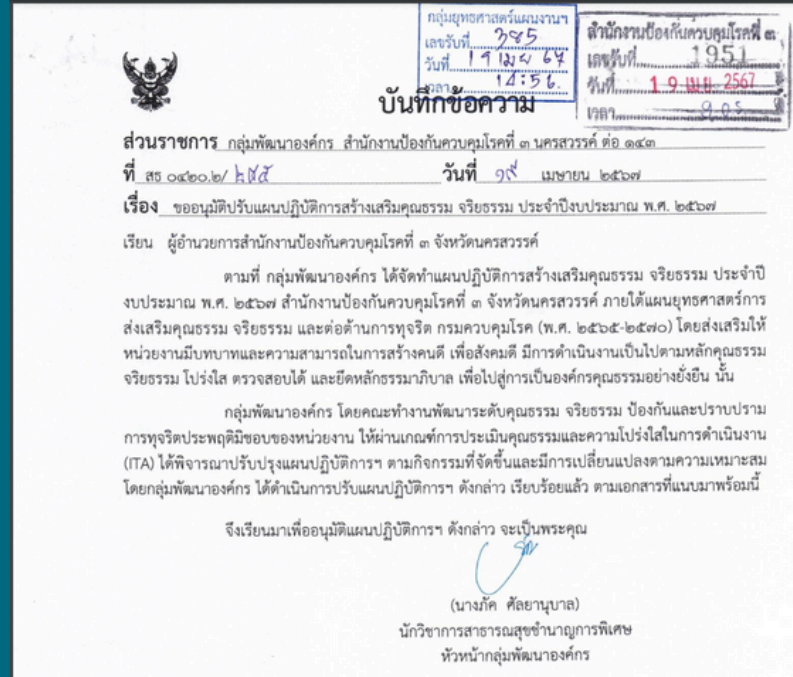 กลุ่มยุทธศาสตร์แผนงานฯ
เลขรับที่ 385
วันที่ 19 เมย 67
เวลา 14:56.
สำนักงานป้องกันควบคุมโรคที่ ๓
เลขรับที่ 1951
วันที่ 19 เม.ย. 2567
เวลา
บันทึกข้อความ
ส่วนราชการ กลุ่มพัฒนาองค์กร สำนักงานป้องกันควบคุมโรคที่ ๓ นครสวรรค์ ต่อ ๑๔๓
ที่ สธ ๐๔๒๐.๒/ วันที่ ๑๙ เมษายน ๒๕๖๗
เรื่อง ขออนุมัติปรับแผนปฏิบัติการสร้างเสริมคุณธรรม จริยธรรม ประจำปีงบประมาณ พ.ศ. ๒๕๖๗
เรียน ผู้อำนวยการสำนักงานป้องกันควบคุมโรคที่ ๓ จังหวัดนครสวรรค์
ตามที่ กลุ่มพัฒนาองค์กร ได้จัดทำแผนปฏิบัติการสร้างเสริมคุณธรรม จริยธรรม ประจำปี
งบประมาณ พ.ศ. ๒๕๖๗ สำนักงานป้องกันควบคุมโรคที่ ๓ จังหวัดนครสวรรค์ ภายใต้แผนยุทธศาสตร์การ
ส่งเสริมคุณธรรม จริยธรรม และต่อต้านการทุจริต กรมควบคุมโรค (พ.ศ. ๒๕๖๕-๒๕๗๐) โดยส่งเสริมให้
หน่วยงานมีบทบาทและความสามารถในการสร้างคนดี เพื่อสังคมดี มีการดำเนินงานเป็นไปตามหลักคุณธรรม
จริยธรรม โปร่งใส ตรวจสอบได้ และยึดหลักธรรมาภิบาล เพื่อไปสู่การเป็นองค์กรคุณธรรมอย่างยั่งยืน นั้น
กลุ่มพัฒนาองค์กร โดยคณะทำงานพัฒนาระดับคุณธรรม จริยธรรม ป้องกันและปราบปราม
การทุจริตประพฤติมิชอบของหน่วยงาน ให้ผ่านเกณฑ์การประเมินคุณธรรมและความโปร่งใสในการดำเนินงาน
(ITA) ได้พิจารณาปรับปรุงแผนปฏิบัติการฯ ตามกิจกรรมที่จัดขึ้นและมีการเปลี่ยนแปลงตามความเหมาะสม
โดยกลุ่มพัฒนาองค์กร ได้ดำเนินการปรับแผนปฏิบัติการฯ ดังกล่าว เรียบร้อยแล้ว ตามเอกสารที่แนบมาพร้อมนี้
จึงเรียนมาเพื่ออนุมัติแผนปฏิบัติการฯ ดังกล่าว จะเป็นพระคุณ
(นางภัค ศัลยานุบาล)
นักวิชาการสาธารณสุขชำนาญการพิเศษ
หัวหน้ากลุ่มพัฒนาองค์กร